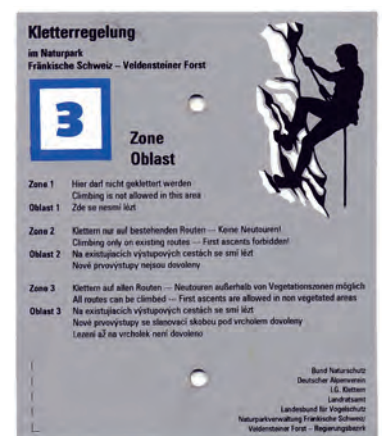 Kletterregelung
im Naturpark
Fränkische Schweiz – Veldensteiner Forst
3
Zone
Oblast
Zone 1 Hier darf nicht geklettert werden
Climbing is not allowed in this area
Oblast 1 Zde se nesmí lézt
Zone 2 Klettern nur auf bestehenden Routen — Keine Neutouren!
Climbing only on existing routes — First ascents forbidden!
Oblast 2 Na existujících výstupových cestách se smí lézt
Nové prvovýstupy nejsou dovoleny
Zone 3 Klettern auf allen Routen — Neutouren außerhalb von Vegetationszonen möglich
All routes can be climbed — First ascents are allowed in non vegetated areas
Oblast 3 Na existujících výstupových cestách se smí lézt
Nové prvovýstupy se slanovací skobou pod vrcholem dovoleny
Lezení až na vrcholek není dovoleno
Bund Naturschutz
Deutscher Alpenverein
I.G. Klettern
Landratsamt
Landesbund für Vogelschutz
Naturparkverwaltung Fränkische Schweiz/
Veldensteiner Forst – Regierungsbezirk